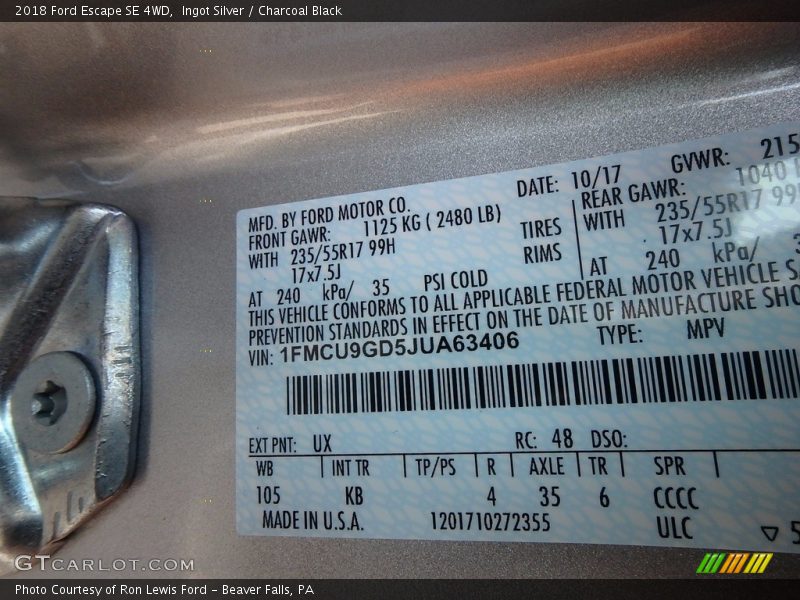 2018 Ford Escape SE 4WD, Ingot Silver / Charcoal Black
MFD. BY FORD MOTOR CO. DATE: 10/17 GVWR: 215
FRONT GAWR: 1125 KG ( 2480 LB) REAR GAWR: 1040
WITH 235/55R17 99H TIRES WITH 235/55R17 99
17x7.5J RIMS 17x7.5J
AT 240 kPa/ 35 PSI COLD AT 240 kPa/
THIS VEHICLE CONFORMS TO ALL APPLICABLE FEDERAL MOTOR VEHICLE S
PREVENTION STANDARDS IN EFFECT ON THE DATE OF MANUFACTURE SHO
VIN: 1FMCU9GD5JUA63406 TYPE: MPV
EXT PNT: UX RC: 48 DSO:
WB INT TR TP/PS R AXLE TR SPR
105 KB 4 35 6 CCCC
MADE IN U.S.A. 1201710272355 ULC 5
GTCARLOT.COM
Photo Courtesy of Ron Lewis Ford - Beaver Falls, PA